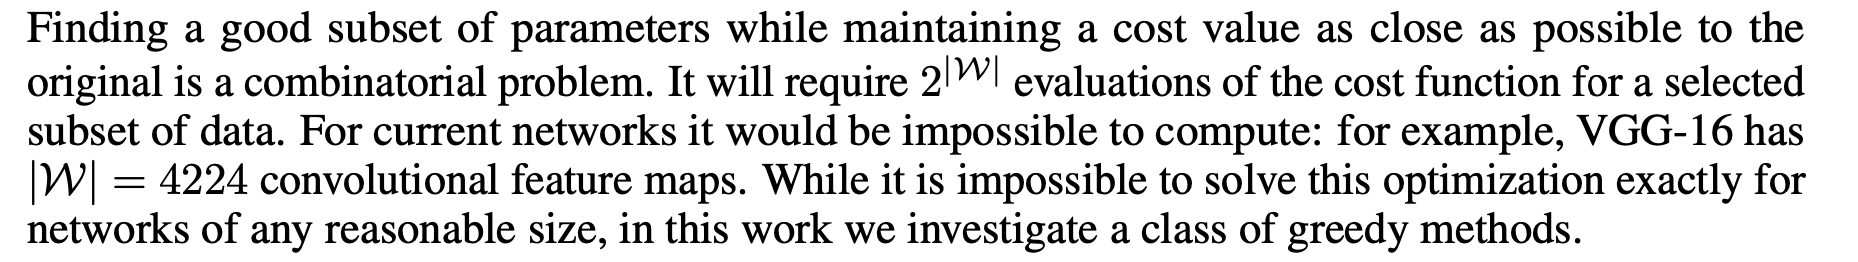 Finding a good subset of parameters while maintaining a cost value as close as possible to the
original is a combinatorial problem. It will require 2^|𝒲| evaluations of the cost function for a selected
subset of data. For current networks it would be impossible to compute: for example, VGG-16 has
|𝒲| = 4224 convolutional feature maps. While it is impossible to solve this optimization exactly for
networks of any reasonable size, in this work we investigate a class of greedy methods.